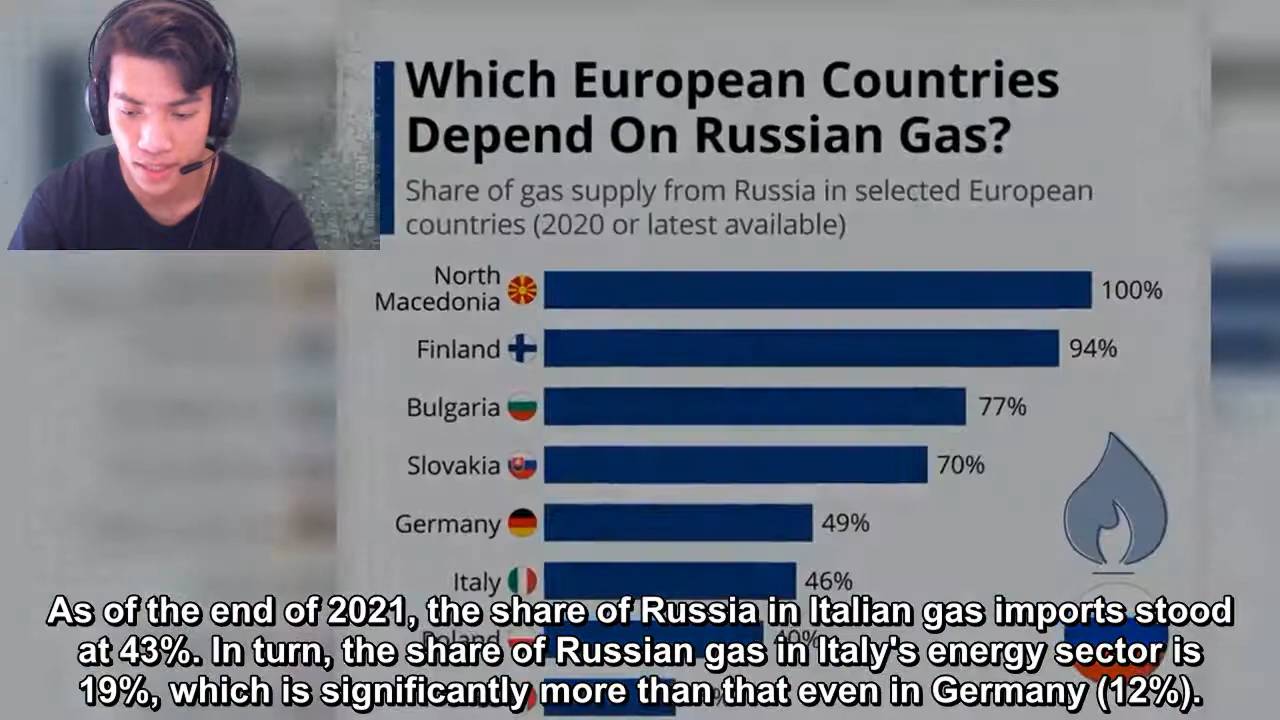 Which European Countries
Depend On Russian Gas?
Share of gas supply from Russia in selected European
countries (2020 or latest available)
North
Macedonia 100%
Finland 94%
Bulgaria 77%
Slovakia 70%
Germany 49%
Italy 46%
Poland 40%
As of the end of 2021, the share of Russia in Italian gas imports stood
at 43%. In turn, the share of Russian gas in Italy's energy sector is
19%, which is significantly more than that even in Germany (12%).